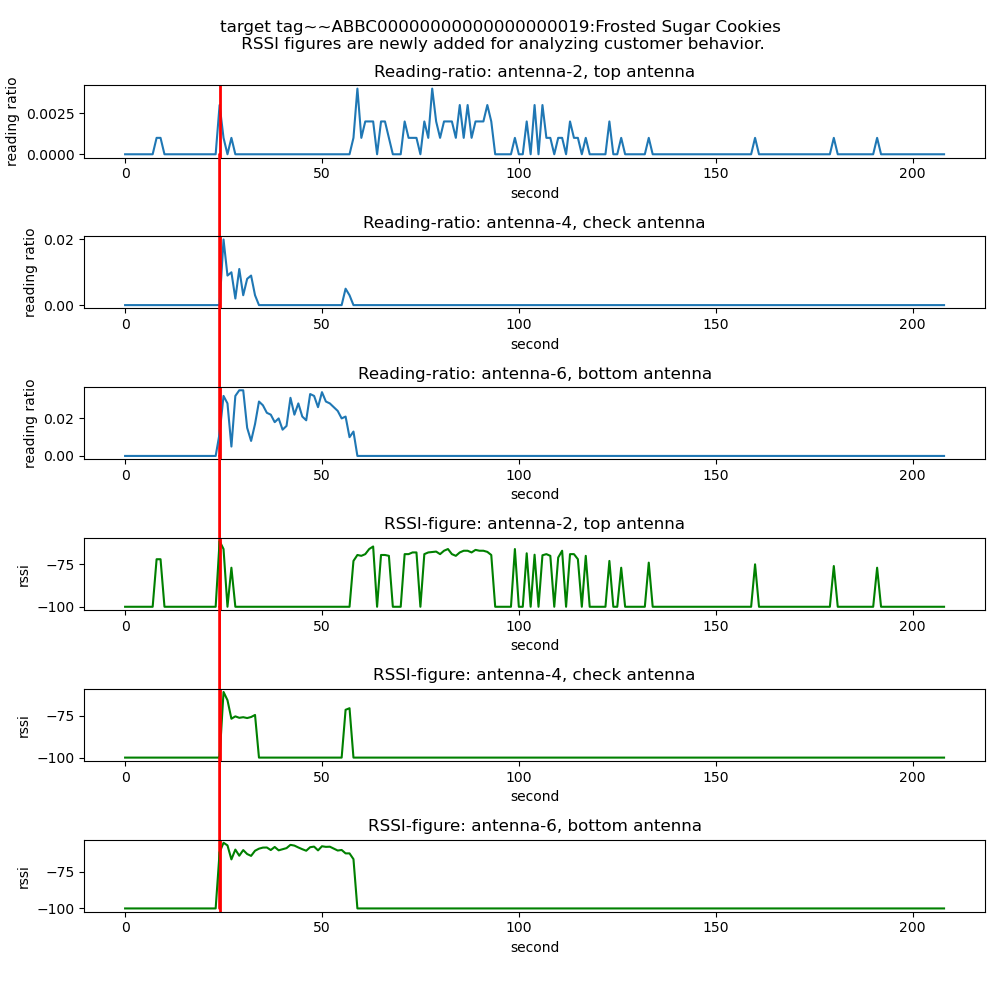 target tag~~ABBC00000000000000000019:Frosted Sugar Cookies
RSSI figures are newly added for analyzing customer behavior.
Reading-ratio: antenna-2, top antenna
reading ratio
0.0025
0.0000
0 50 100 150 200
second
Reading-ratio: antenna-4, check antenna
reading ratio
0.02
0.00
0 50 100 150 200
second
Reading-ratio: antenna-6, bottom antenna
reading ratio
0.02
0.00
0 50 100 150 200
second
RSSI-figure: antenna-2, top antenna
rssi
−75
−100
0 50 100 150 200
second
RSSI-figure: antenna-4, check antenna
rssi
−75
−100
0 50 100 150 200
second
RSSI-figure: antenna-6, bottom antenna
rssi
−75
−100
0 50 100 150 200
second